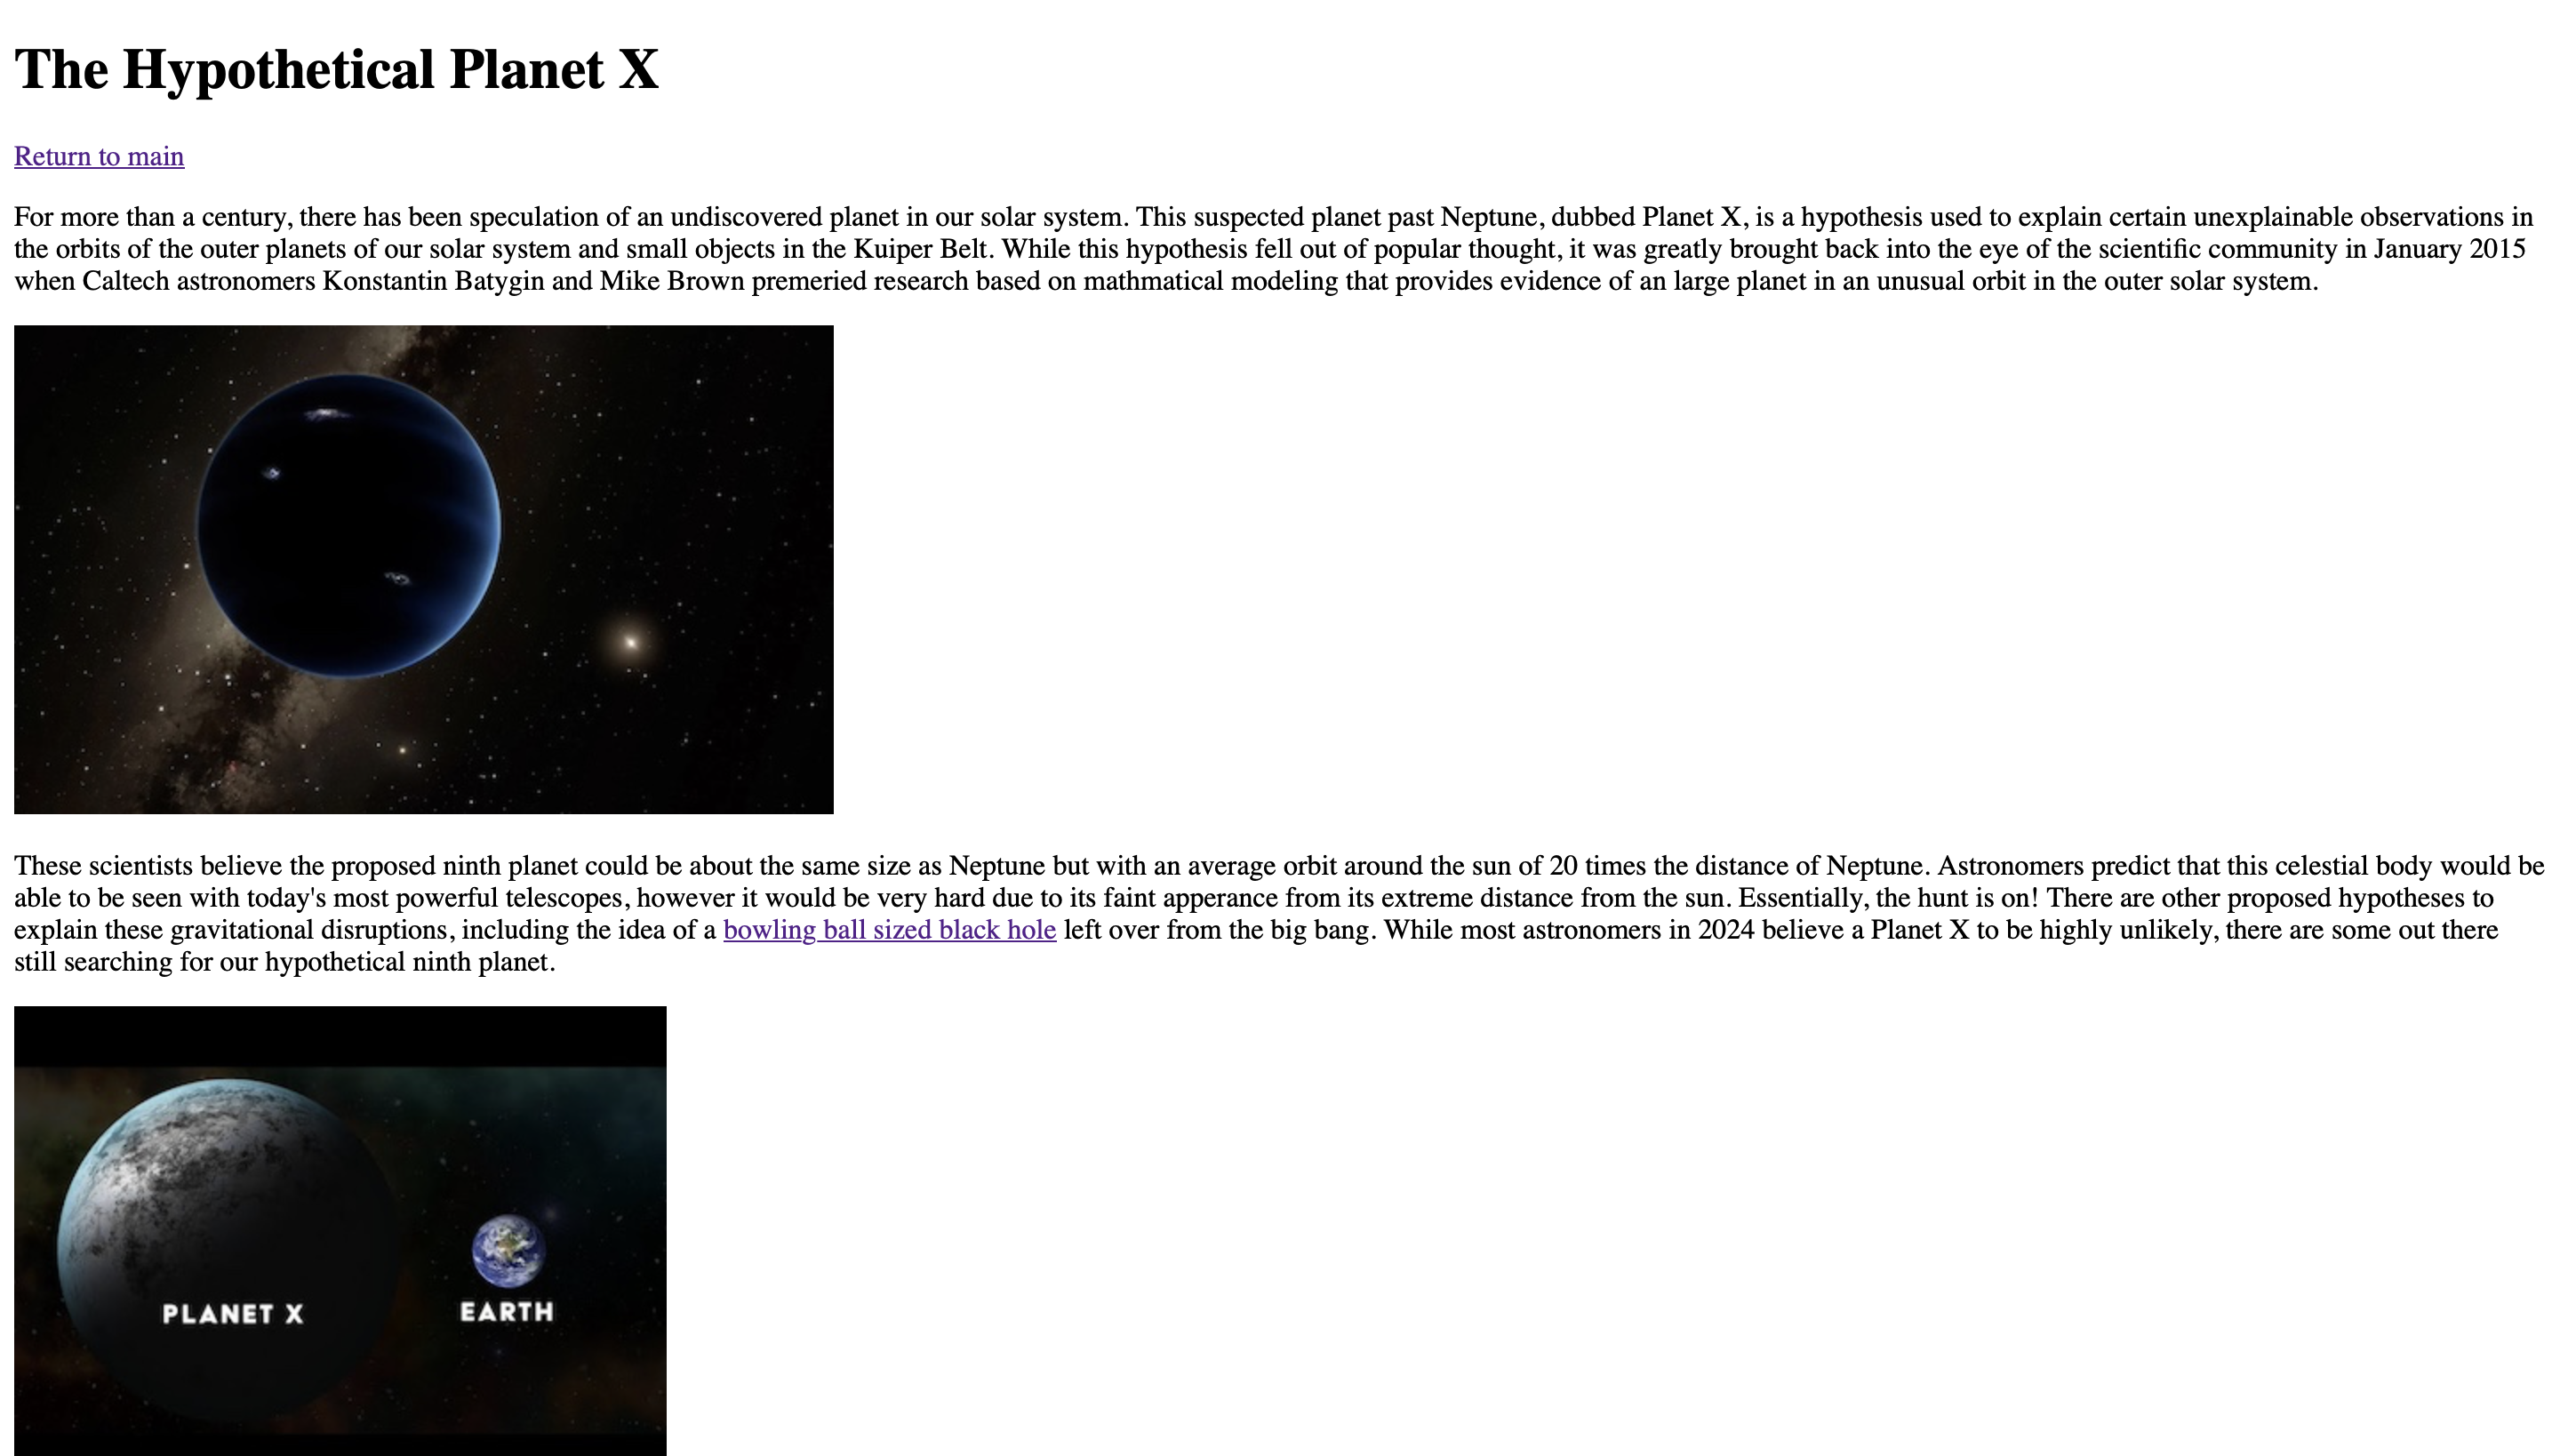 The Hypothetical Planet X
Return to main
For more than a century, there has been speculation of an undiscovered planet in our solar system. This suspected planet past Neptune, dubbed Planet X, is a hypothesis used to explain certain unexplainable observations in
the orbits of the outer planets of our solar system and small objects in the Kuiper Belt. While this hypothesis fell out of popular thought, it was greatly brought back into the eye of the scientific community in January 2015
when Caltech astronomers Konstantin Batygin and Mike Brown premeried research based on mathmatical modeling that provides evidence of an large planet in an unusual orbit in the outer solar system.
These scientists believe the proposed ninth planet could be about the same size as Neptune but with an average orbit around the sun of 20 times the distance of Neptune. Astronomers predict that this celestial body would be
able to be seen with today's most powerful telescopes, however it would be very hard due to its faint apperance from its extreme distance from the sun. Essentially, the hunt is on! There are other proposed hypotheses to
explain these gravitational disruptions, including the idea of a bowling ball sized black hole left over from the big bang. While most astronomers in 2024 believe a Planet X to be highly unlikely, there are some out there
still searching for our hypothetical ninth planet.
PLANET X
EARTH